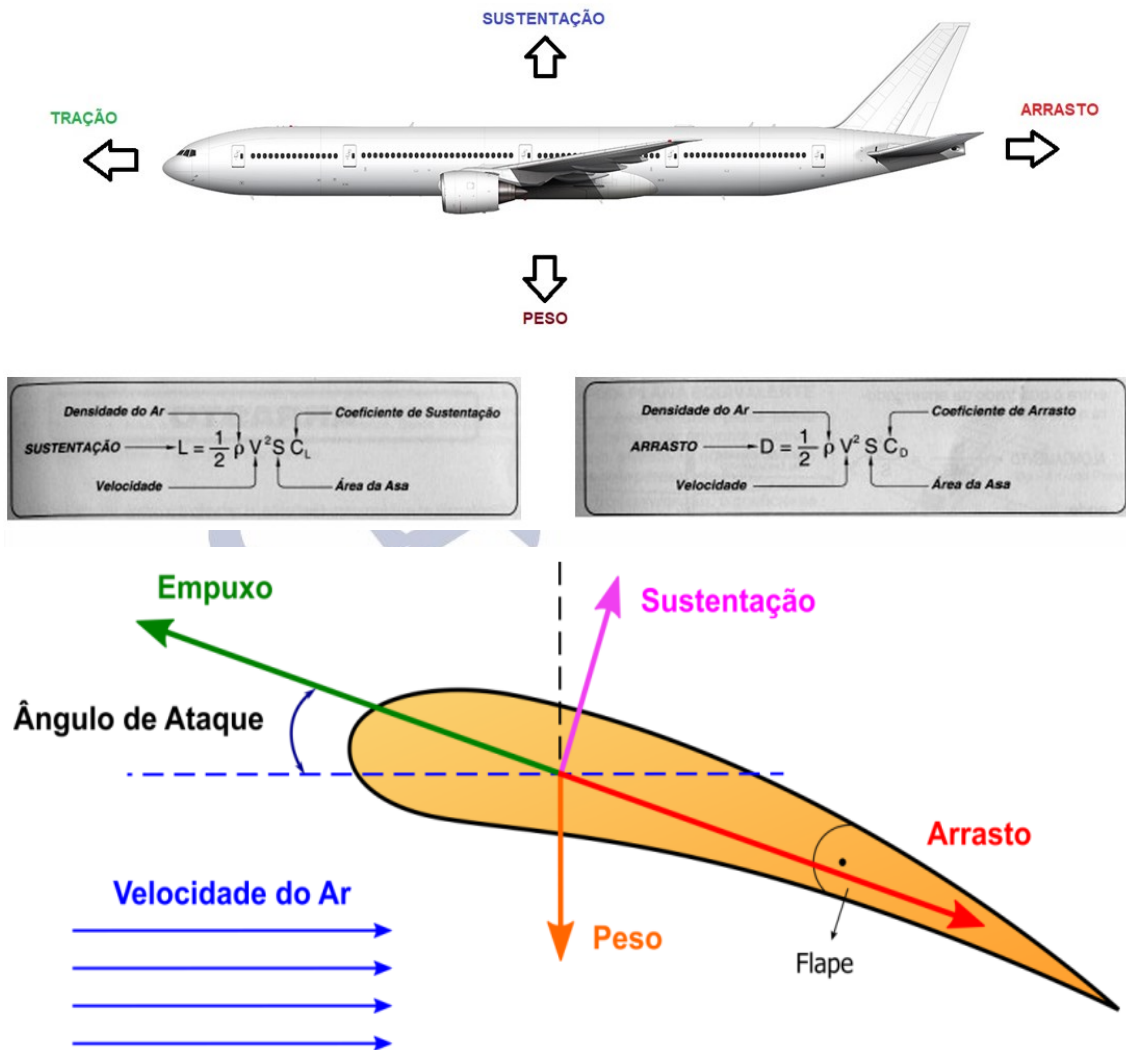 SUSTENTAÇÃO
TRAÇÃO
ARRASTO
PESO
Densidade do Ar
Coeficiente de Sustentação
SUSTENTAÇÃO L = 1/2 ρ V² S C_L
Velocidade
Área da Asa
Densidade do Ar
Coeficiente de Arrasto
ARRASTO D = 1/2 ρ V² S C_D
Velocidade
Área da Asa
Empuxo
Sustentação
Ângulo de Ataque
Arrasto
Velocidade do Ar
Peso
Flape